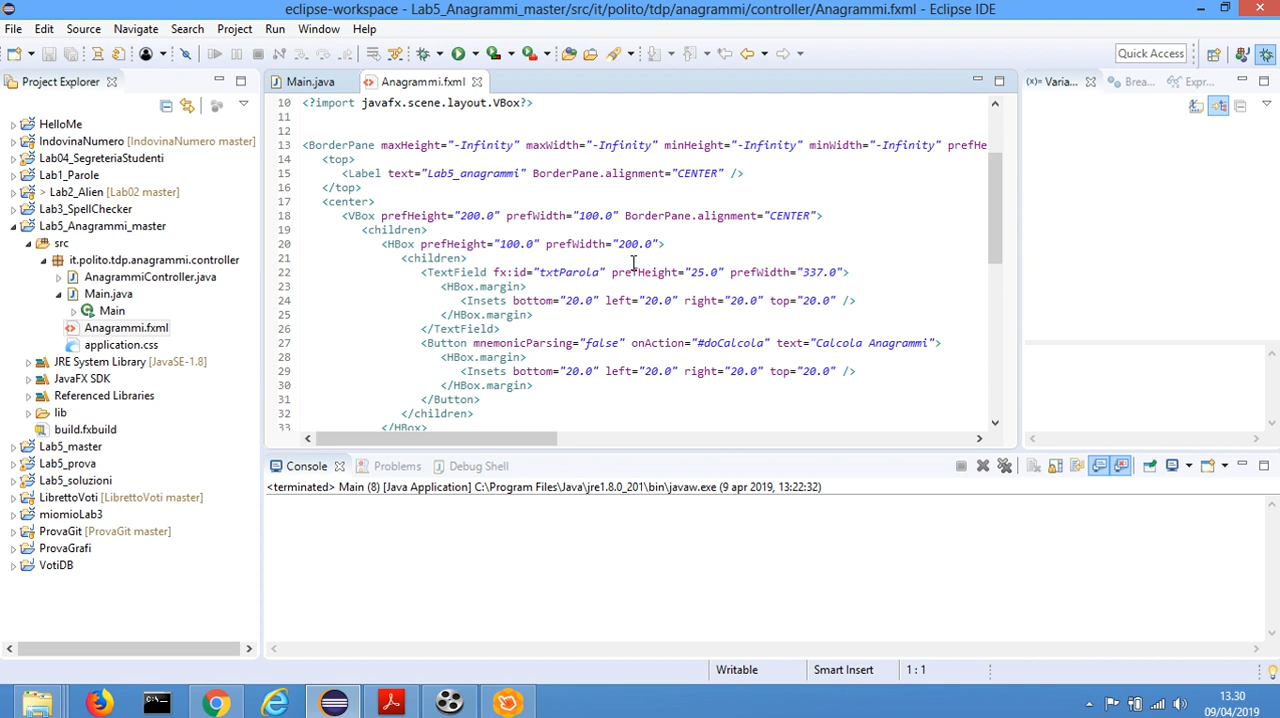 eclipse-workspace - Lab5_Anagrammi_master/src/it/polito/tdp/anagrammi/controller/Anagrammi.fxml - Eclipse IDE
File Edit Source Navigate Search Project Run Window Help
Quick Access
Project Explorer
Main.java Anagrammi.fxml
Varia... Brea... Expr...
HelloMe
IndovinaNumero [IndovinaNumero master]
Lab04_SegreteriaStudenti
Lab1_Parole
> Lab2_Alien [Lab02 master]
Lab3_SpellChecker
Lab5_Anagrammi_master
src
it.polito.tdp.anagrammi.controller
AnagrammiController.java
Main.java
Main
Anagrammi.fxml
application.css
JRE System Library [JavaSE-1.8]
JavaFX SDK
Referenced Libraries
lib
build.fxbuild
Lab5_master
Lab5_prova
Lab5_soluzioni
LibrettoVoti [LibrettoVoti master]
miomioLab3
ProvaGit [ProvaGit master]
ProvaGrafi
VotiDB
10 <?import javafx.scene.layout.VBox?>
11
12
13 <BorderPane maxHeight="-Infinity" maxWidth="-Infinity" minHeight="-Infinity" minWidth="-Infinity" prefHe
14 <top>
15 <Label text="Lab5_anagrammi" BorderPane.alignment="CENTER" />
16 </top>
17 <center>
18 <VBox prefHeight="200.0" prefWidth="100.0" BorderPane.alignment="CENTER">
19 <children>
20 <HBox prefHeight="100.0" prefWidth="200.0">
21 <children>
22 <TextField fx:id="txtParola" prefHeight="25.0" prefWidth="337.0">
23 <HBox.margin>
24 <Insets bottom="20.0" left="20.0" right="20.0" top="20.0" />
25 </HBox.margin>
26 </TextField>
27 <Button mnemonicParsing="false" onAction="#doCalcola" text="Calcola Anagrammi">
28 <HBox.margin>
29 <Insets bottom="20.0" left="20.0" right="20.0" top="20.0" />
30 </HBox.margin>
31 </Button>
32 </children>
33 </HBox>
Console Problems Debug Shell
<terminated> Main (8) [Java Application] C:\Program Files\Java\jre1.8.0_201\bin\javaw.exe (9 apr 2019, 13:22:32)
Writable Smart Insert 1 : 1
13.30
09/04/2019